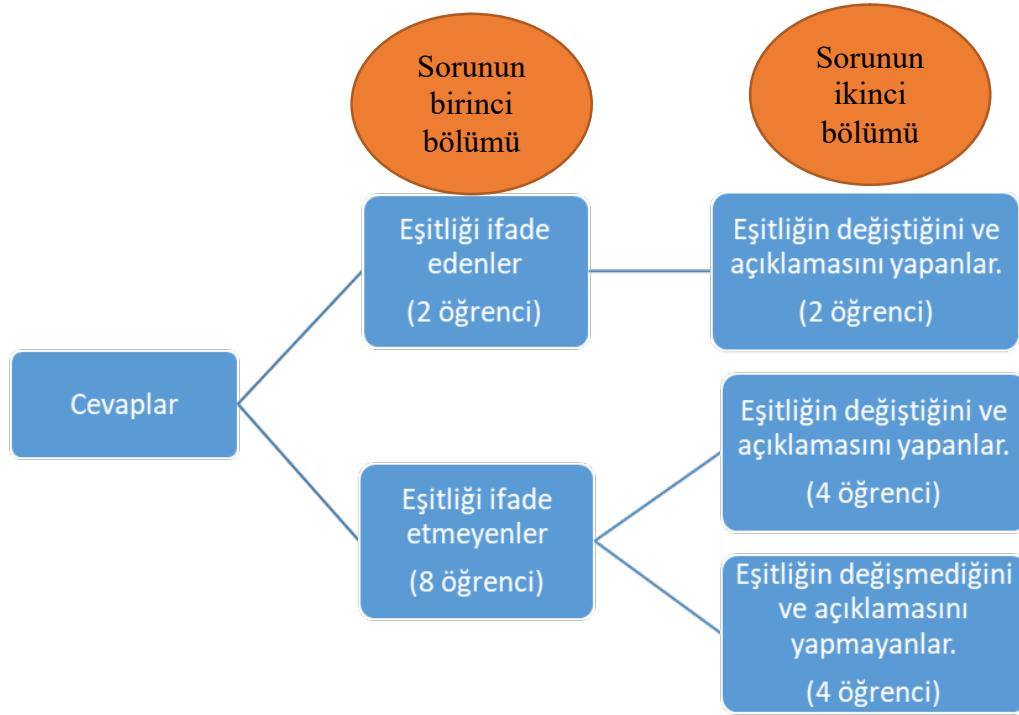 Sorunun
birinci
bölümü
Sorunun
ikinci
bölümü
Eşitliği ifade
edenler
(2 öğrenci)
Eşitliğin değiştiğini ve
açıklamasını yapanlar.
(2 öğrenci)
Cevaplar
Eşitliği ifade
etmeyenler
(8 öğrenci)
Eşitliğin değiştiğini ve
açıklamasını yapanlar.
(4 öğrenci)
Eşitliğin değişmediğini
ve açıklamasını
yapmayanlar.
(4 öğrenci)